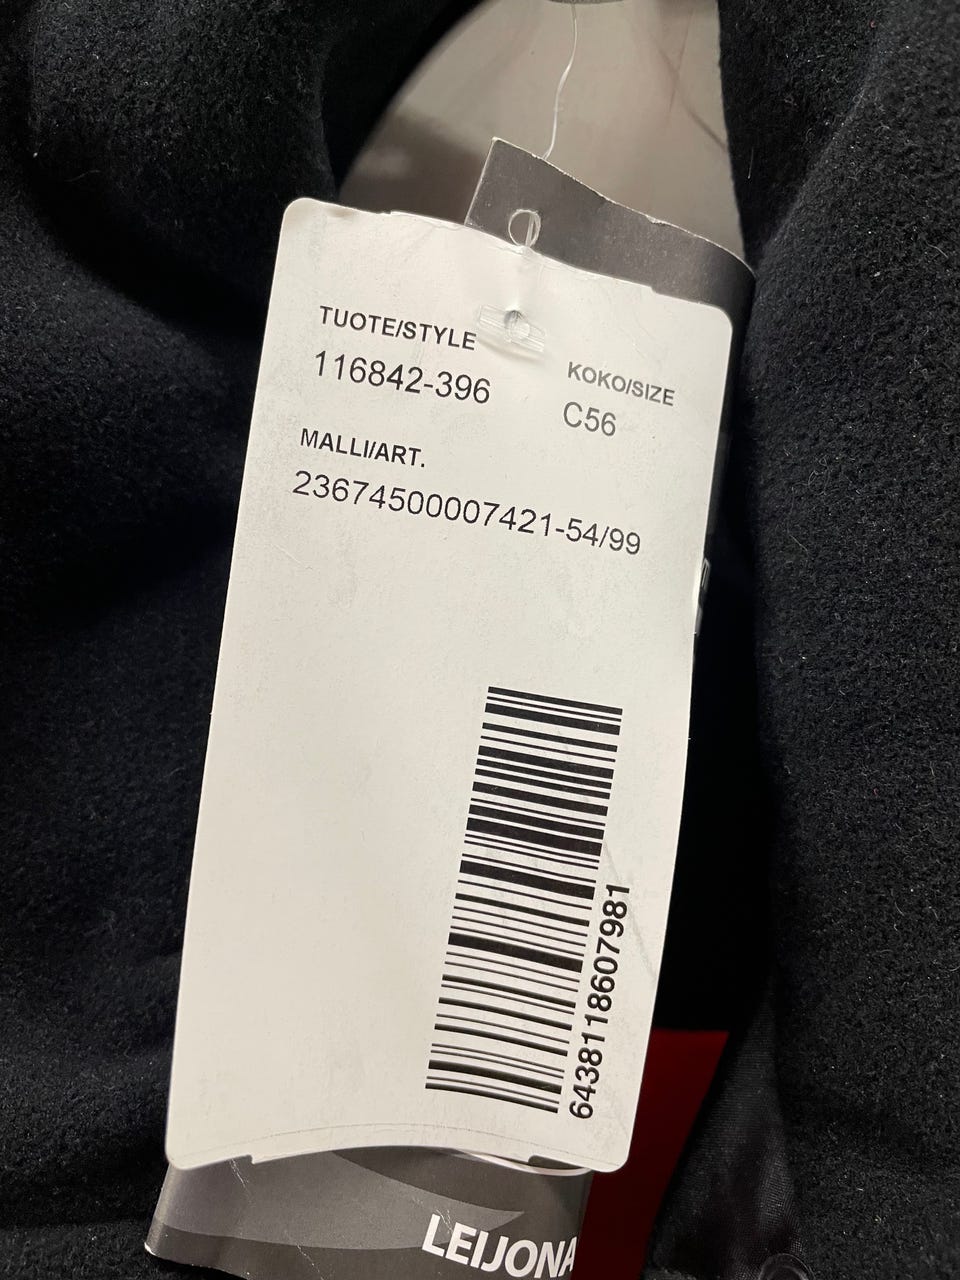 TUOTE/STYLE
116842-396
KOKO/SIZE
C56
MALLI/ART.
23674500007421-54/99
6438118607981
LEIJONA